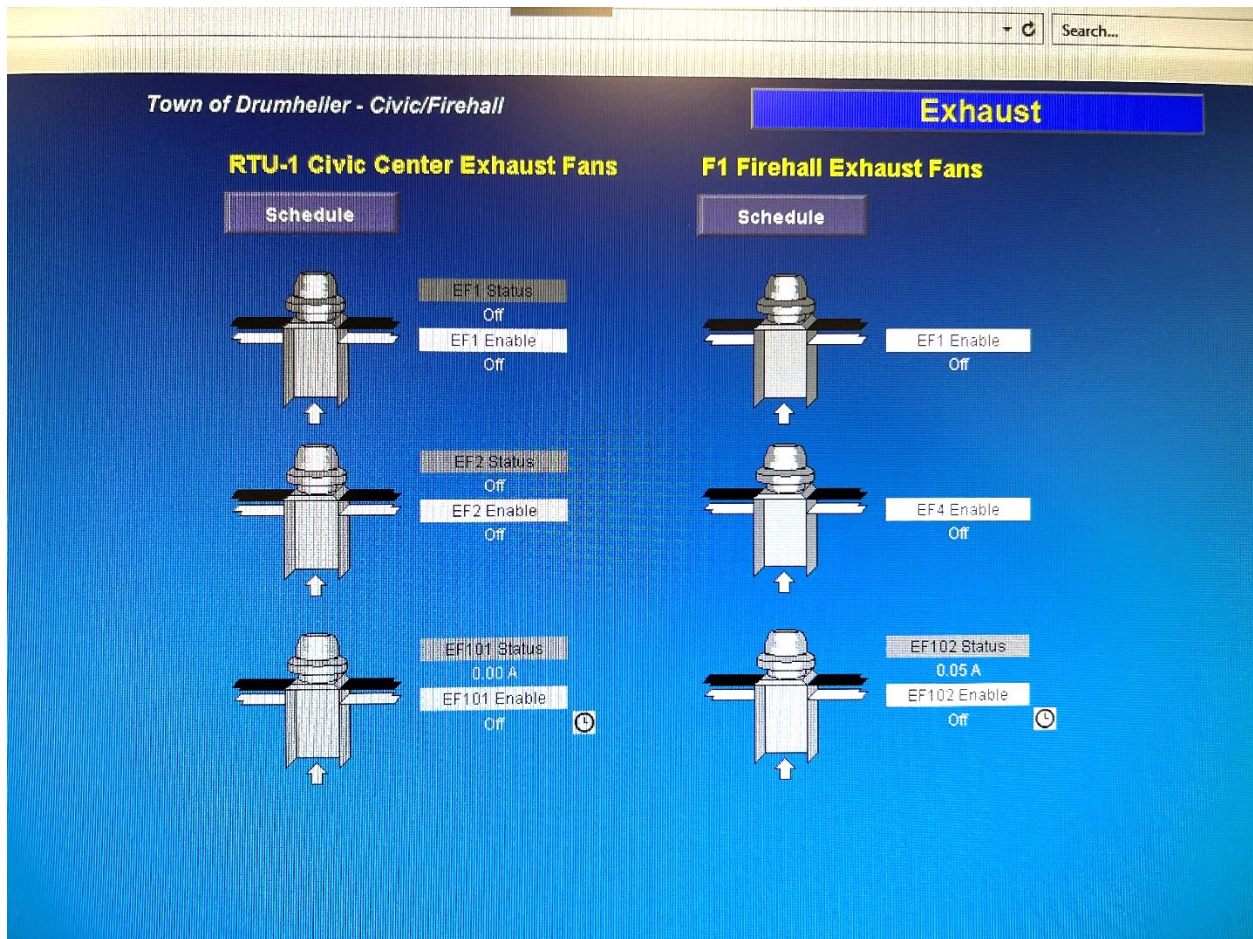 Search...
Town of Drumheller - Civic/Firehall
Exhaust
RTU-1 Civic Center Exhaust Fans
Schedule
EF1 Status
Off
EF1 Enable
Off
EF2 Status
Off
EF2 Enable
Off
EF101 Status
0.00 A
EF101 Enable
Off
F1 Firehall Exhaust Fans
Schedule
EF1 Enable
Off
EF4 Enable
Off
EF102 Status
0.05 A
EF102 Enable
Off